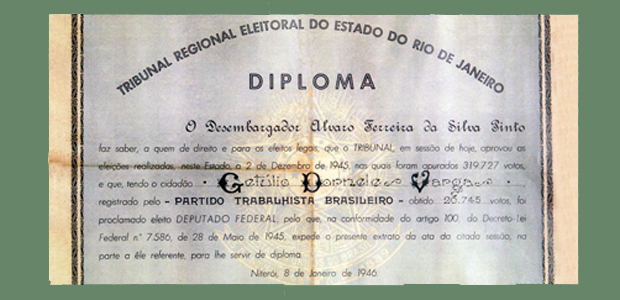 TRIBUNAL REGIONAL ELEITORAL DO ESTADO DO RIO DE JANEIRO
DIPLOMA
O Desembargador Alvaro Ferreira da Silva Pinto
faz saber, a quem de direito e para os efeitos legais, que o TRIBUNAL, em sessão de hoje, aprovou as
eleições realizadas, neste Estado, a 2 de Dezembro de 1945, nas quais foram apurados 319.727 votos,
e que, tendo o cidadão · Getúlio Dorneles Vargas ·
registrado pelo - PARTIDO TRABALHISTA BRASILEIRO - obtido 20.745 votos, foi
proclamado eleito DEPUTADO FEDERAL, pelo que, na conformidade do artigo 100, do Decreto-Lei
Federal n.° 7.586, de 28 de Maio de 1945, expede o presente extrato da ata da citada sessão, na
parte a êle referente, para lhe servir de diploma.
Niterói, 8 de Janeiro de 1946